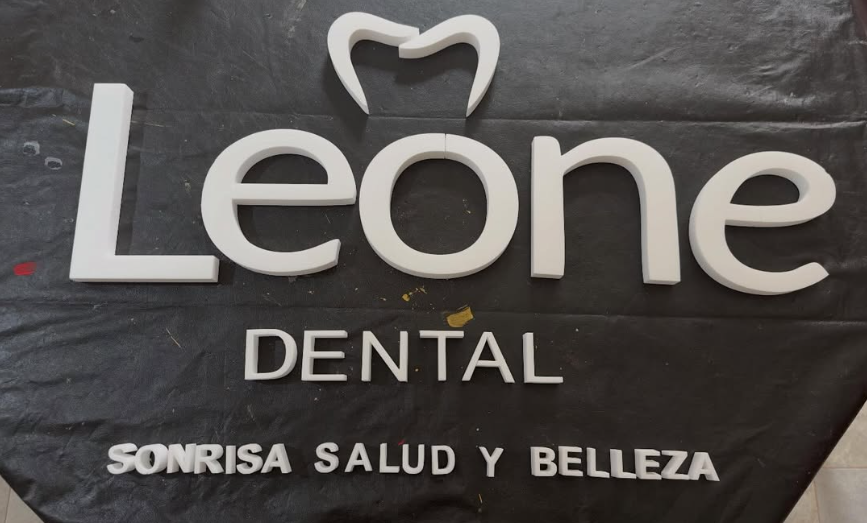 Leone
DENTAL
SONRISA SALUD Y BELLEZA